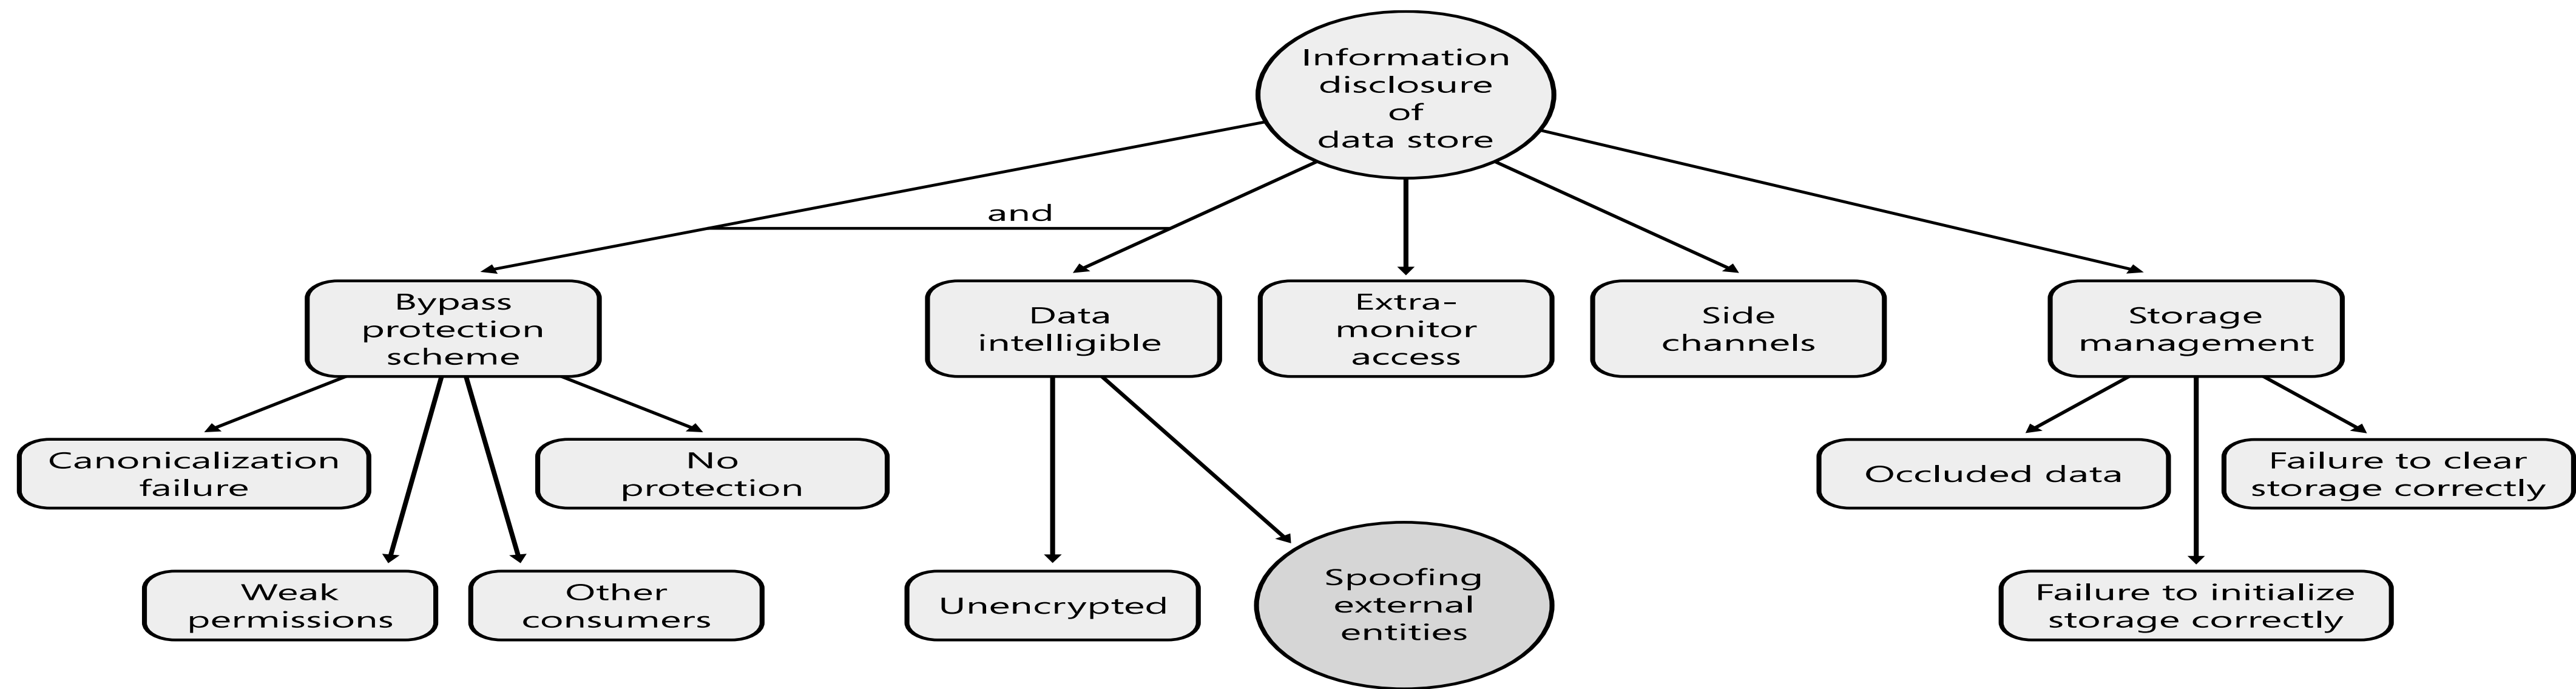 Information
disclosure
of
data store
and
Bypass
protection
scheme
Data
intelligible
Extra-
monitor
access
Side
channels
Storage
management
Canonicalization
failure
No
protection
Occluded data
Failure to clear
storage correctly
Weak
permissions
Other
consumers
Unencrypted
Spoofing
external
entities
Failure to initialize
storage correctly